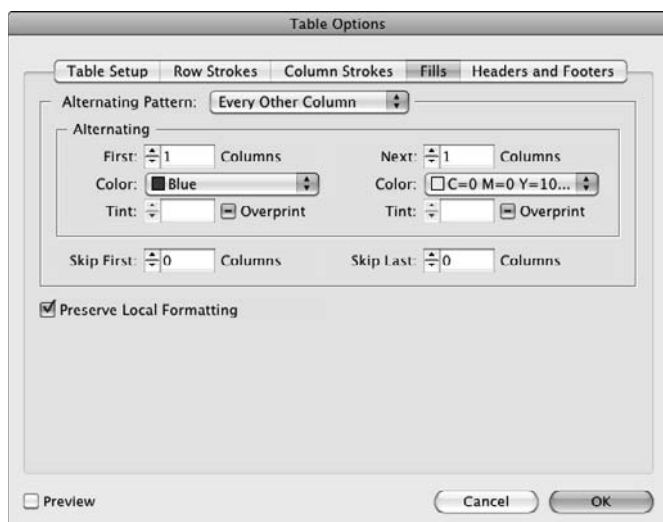 Table Options
Table Setup Row Strokes Column Strokes Fills Headers and Footers
Alternating Pattern: Every Other Column
Alternating
First: 1 Columns Next: 1 Columns
Color: Blue Color: C=0 M=0 Y=10...
Tint: Overprint Tint: Overprint
Skip First: 0 Columns Skip Last: 0 Columns
Preserve Local Formatting
Preview Cancel OK